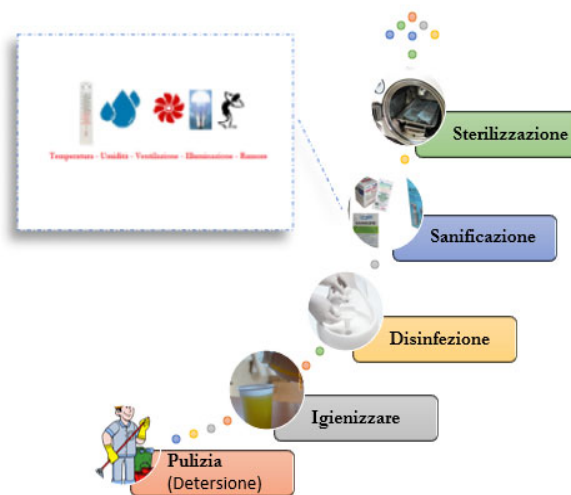 Temperatura - Umidità - Ventilazione - Illuminazione - Rumore
Sterilizzazione
Sanificazione
Disinfezione
Igienizzare
Pulizia
(Detersione)